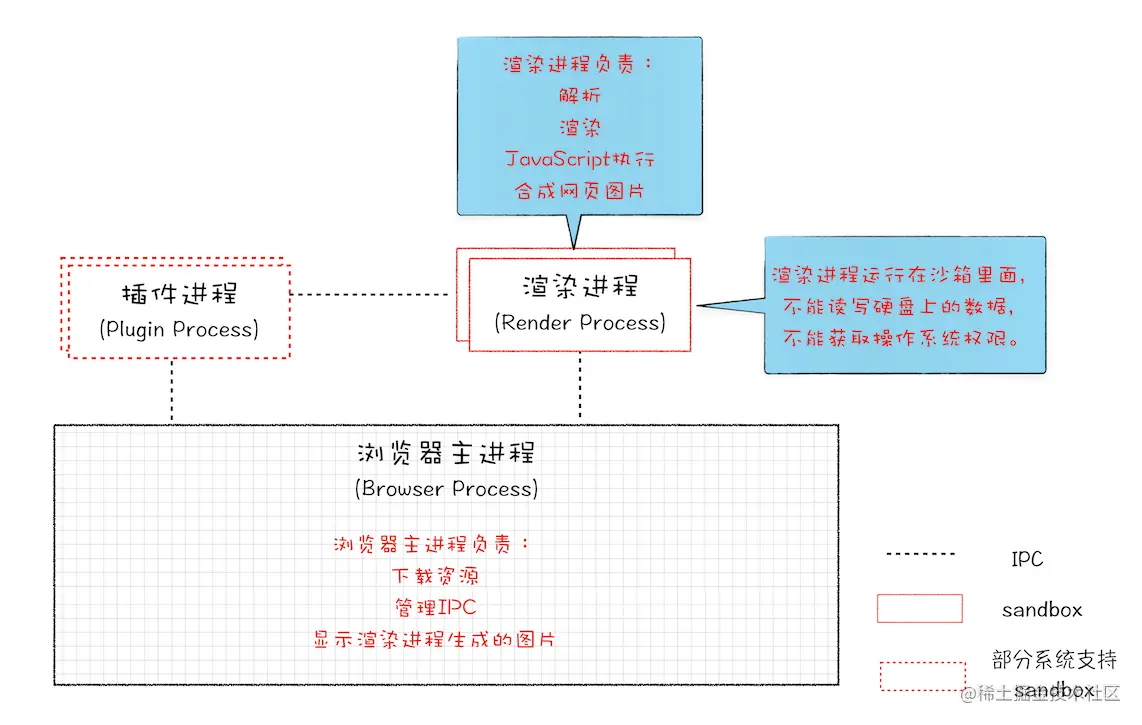 渲染进程负责：
解析
渲染
JavaScript执行
合成网页图片
插件进程
(Plugin Process)
渲染进程
(Render Process)
渲染进程运行在沙箱里面，
不能读写硬盘上的数据，
不能获取操作系统权限。
浏览器主进程
(Browser Process)
浏览器主进程负责：
下载资源
管理IPC
显示渲染进程生成的图片
IPC
sandbox
部分系统支持
sandbox
@稀土掘金技术社区